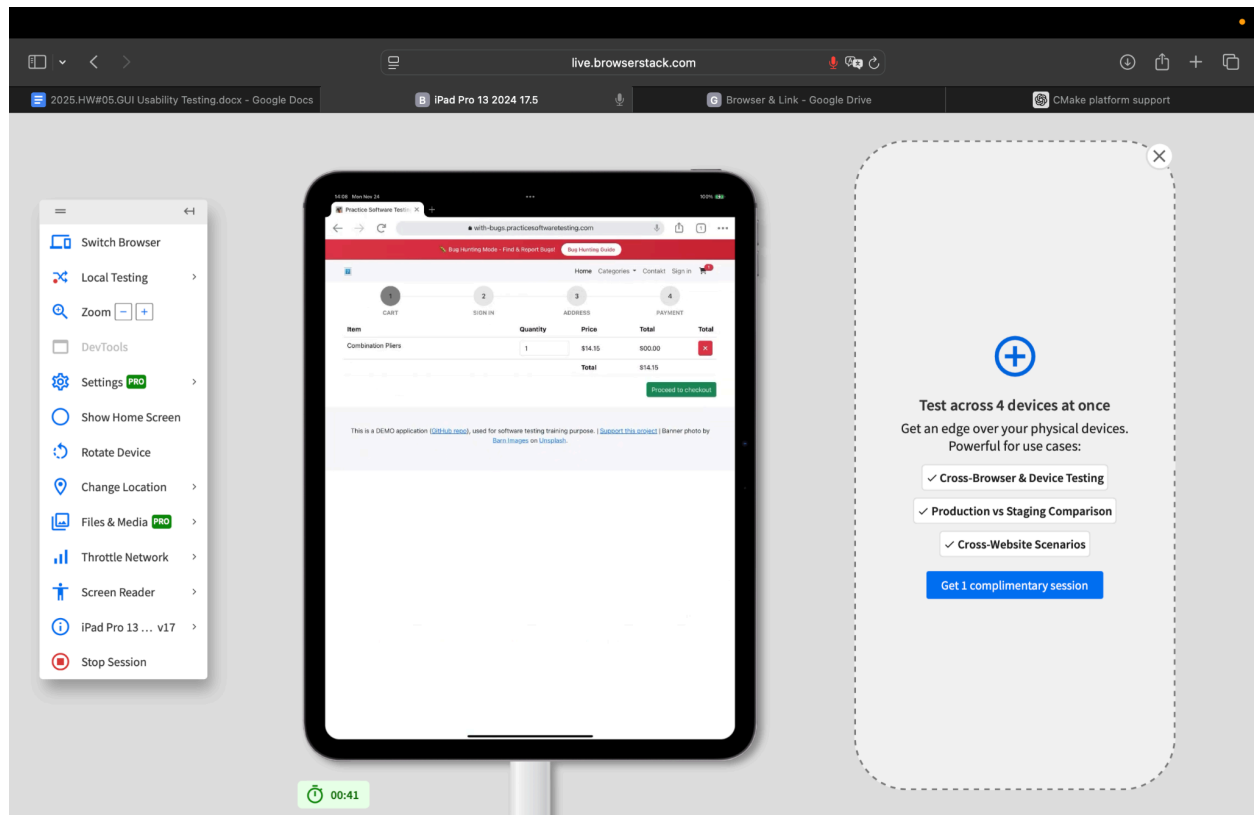 live.browserstack.com
2025.HW#05.GUI Usability Testing.docx - Google Docs
B iPad Pro 13 2024 17.5
G Browser & Link - Google Drive
CMake platform support
Switch Browser
Local Testing
Zoom − +
DevTools
Settings PRO
Show Home Screen
Rotate Device
Change Location
Files & Media PRO
Throttle Network
Screen Reader
iPad Pro 13 ... v17
Stop Session
14:08 Mon Nov 24
100%
Practice Software Testin
with-bugs.practicesoftwaretesting.com
1
Bug Hunting Mode - Find & Report Bugs! Bug Hunting Guide
Home Categories Contakt Sign in
1 2 3 4
CART SIGN IN ADDRESS PAYMENT
Item Quantity Price Total Total
Combination Pliers 1 $14.15 $00.00
Total $14.15
Proceed to checkout
This is a DEMO application (GitHub repo), used for software testing training purpose. | Support this project | Banner photo by
Barn Images on Unsplash.
00:41
Test across 4 devices at once
Get an edge over your physical devices.
Powerful for use cases:
✓ Cross-Browser & Device Testing
✓ Production vs Staging Comparison
✓ Cross-Website Scenarios
Get 1 complimentary session